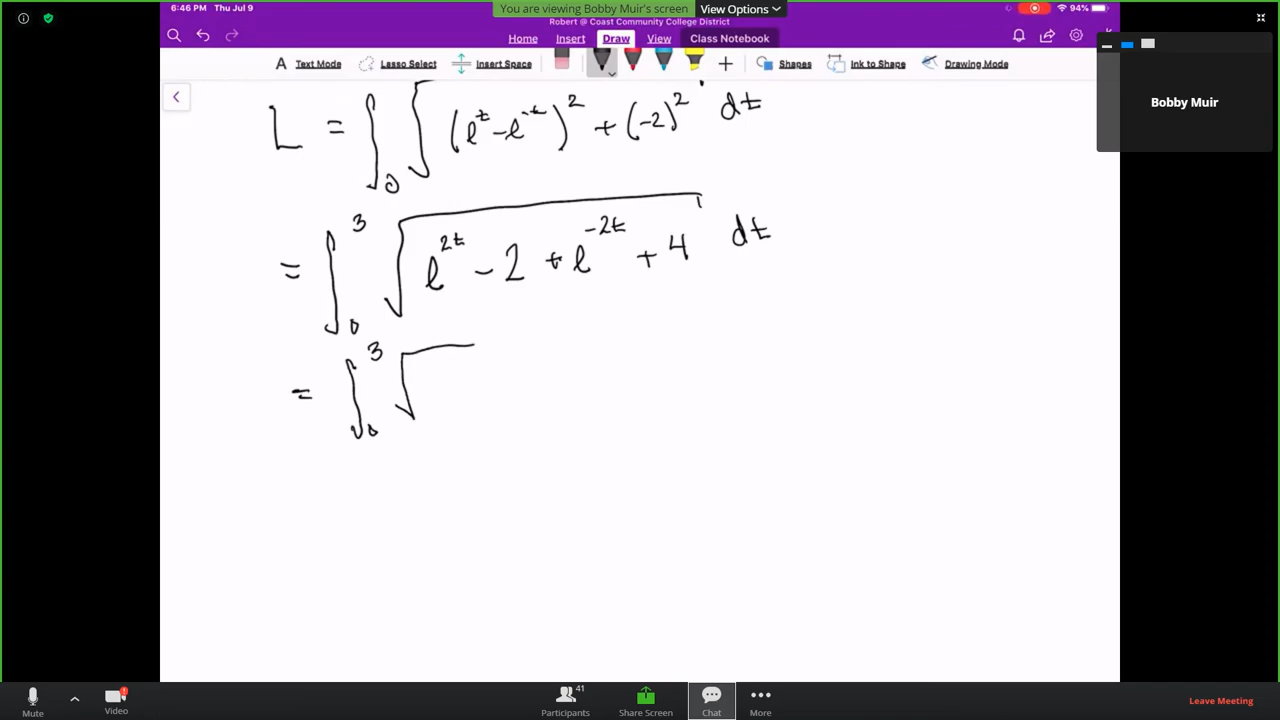 6:46 PM Thu Jul 9
You are viewing Bobby Muir's screen
View Options
94%
Robert @ Coast Community College District
Home Insert Draw View Class Notebook
Text Mode Lasso Select Insert Space Shapes Ink to Shape Drawing Mode
Bobby Muir
L = ∫₀ √((e^t - e^-t)² + (-2)²) dt
= ∫₀³ √(e^2t - 2 + e^-2t + 4) dt
= ∫₀³ √
Mute Video Participants 41 Share Screen Chat More Leave Meeting